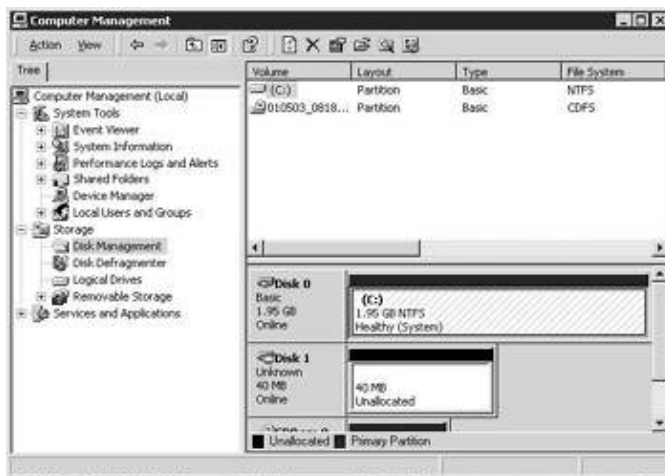 Computer Management
Action View
Tree
Computer Management (Local)
System Tools
Event Viewer
System Information
Performance Logs and Alerts
Shared Folders
Device Manager
Local Users and Groups
Storage
Disk Management
Disk Defragmenter
Logical Drives
Removable Storage
Services and Applications
Volume Layout Type File System
(C:) Partition Basic NTFS
010503_0818... Partition Basic CDFS
Disk 0
Basic
1.95 GB
Online
(C:)
1.95 GB NTFS
Healthy (System)
Disk 1
Unknown
40 MB
Online
40 MB
Unallocated
Unallocated Primary Partition